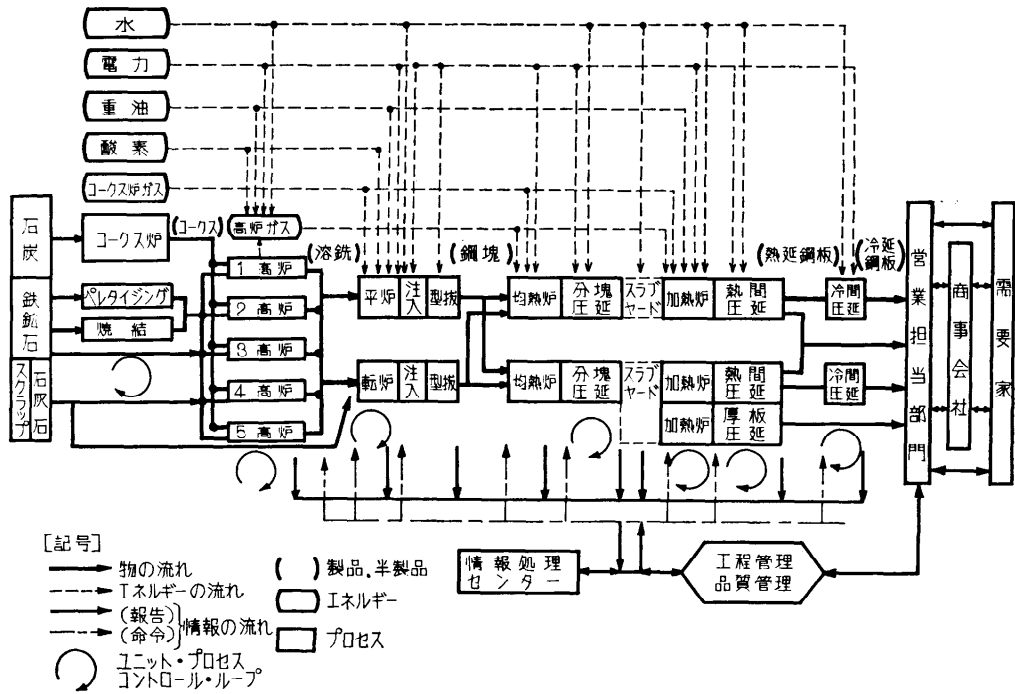 水
電力
重油
酸素
コークス炉ガス
石炭
コークス炉
(コークス)
高炉ガス
(溶銑)
(鋼塊)
(熱延鋼板)
(冷延鋼板)
鉄鉱石
ペレタイジング
焼結
スクラップ
石灰石
1高炉
2高炉
3高炉
4高炉
5高炉
平炉
注入
型抜
均熱炉
分塊圧延
スラブヤード
加熱炉
熱間圧延
冷間圧延
転炉
注入
型抜
均熱炉
分塊圧延
スラブヤード
加熱炉
熱間圧延
冷間圧延
加熱炉
厚板圧延
営業担当部門
商事会社
需要家
情報処理
センター
工程管理
品質管理
[記号]
物の流れ
エネルギーの流れ
(報告)
(命令)
情報の流れ
ユニット・プロセス
コントロール・ループ
( ) 製品、半製品
エネルギー
プロセス